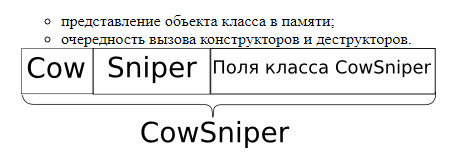 представление объекта класса в памяти;
очередность вызова конструкторов и деструкторов.
Cow Sniper Поля класса CowSniper
CowSniper